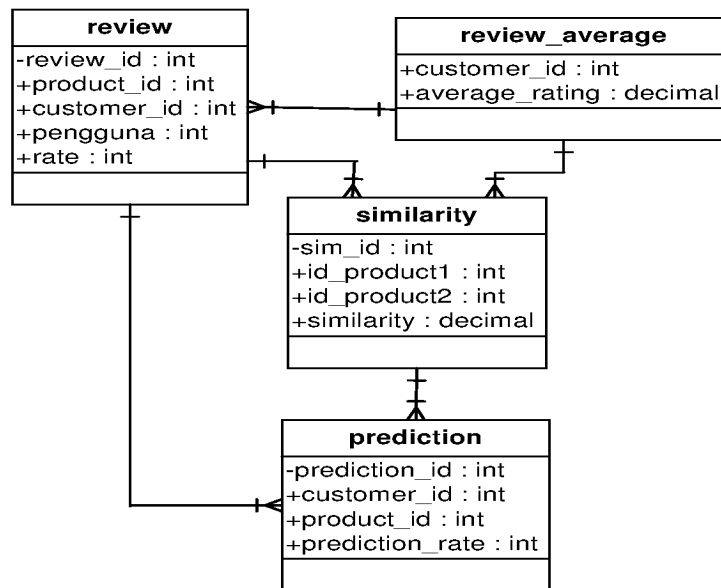 review
-review_id : int
+product_id : int
+customer_id : int
+pengguna : int
+rate : int
review_average
+customer_id : int
+average_rating : decimal
similarity
-sim_id : int
+id_product1 : int
+id_product2 : int
+similarity : decimal
prediction
-prediction_id : int
+customer_id : int
+product_id : int
+prediction_rate : int